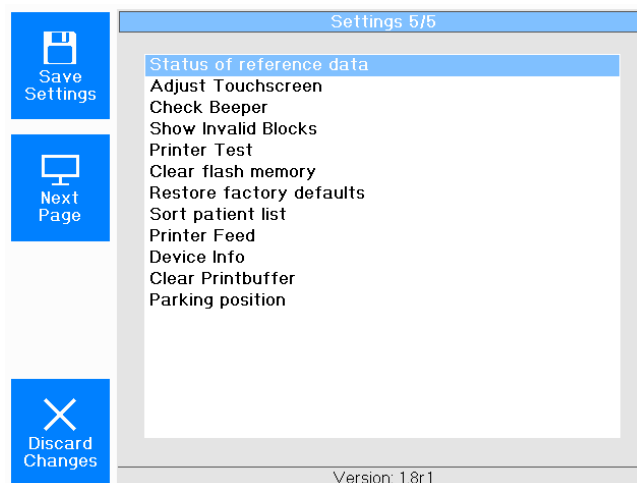 Settings 5/5
Save
Settings
Next
Page
Discard
Changes
Status of reference data
Adjust Touchscreen
Check Beeper
Show Invalid Blocks
Printer Test
Clear flash memory
Restore factory defaults
Sort patient list
Printer Feed
Device Info
Clear Printbuffer
Parking position
Version: 1.8r1